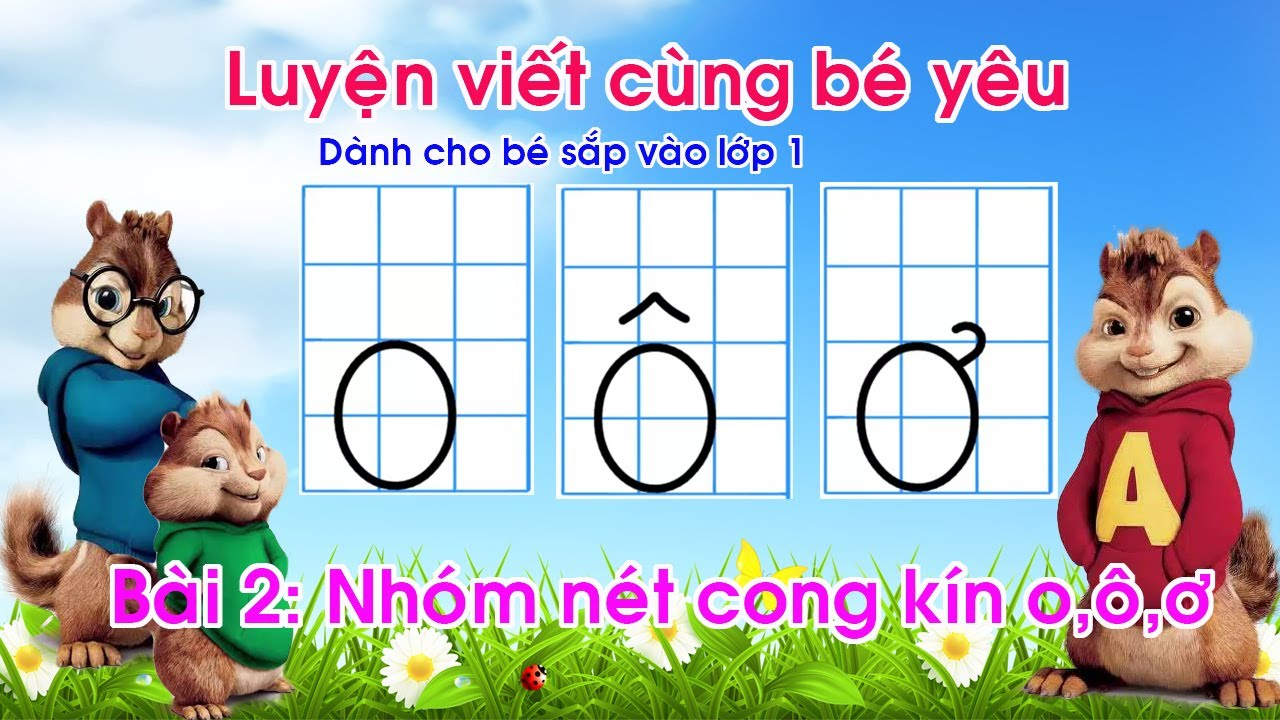 Luyện viết cùng bé yêu
Dành cho bé sắp vào lớp 1
o ô ơ
A
Bài 2: Nhóm nét cong kín o,ô,ơ